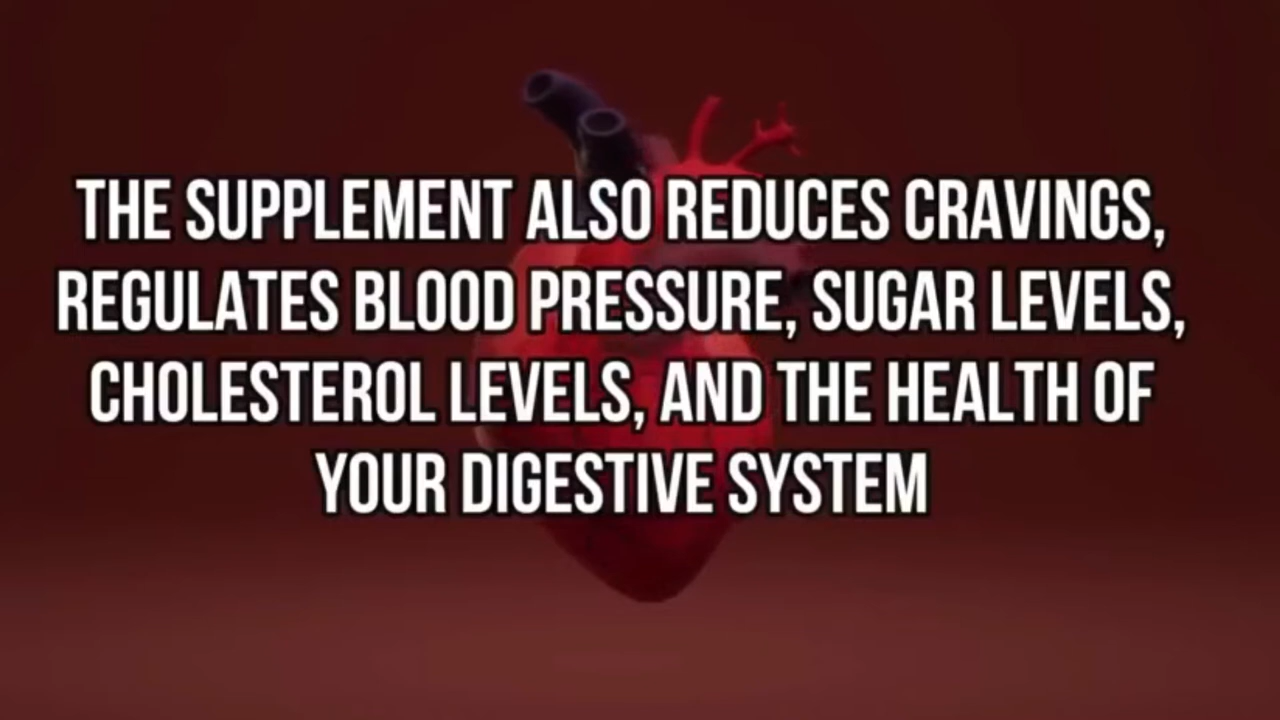 THE SUPPLEMENT ALSO REDUCES CRAVINGS,
REGULATES BLOOD PRESSURE, SUGAR LEVELS,
CHOLESTEROL LEVELS, AND THE HEALTH OF
YOUR DIGESTIVE SYSTEM